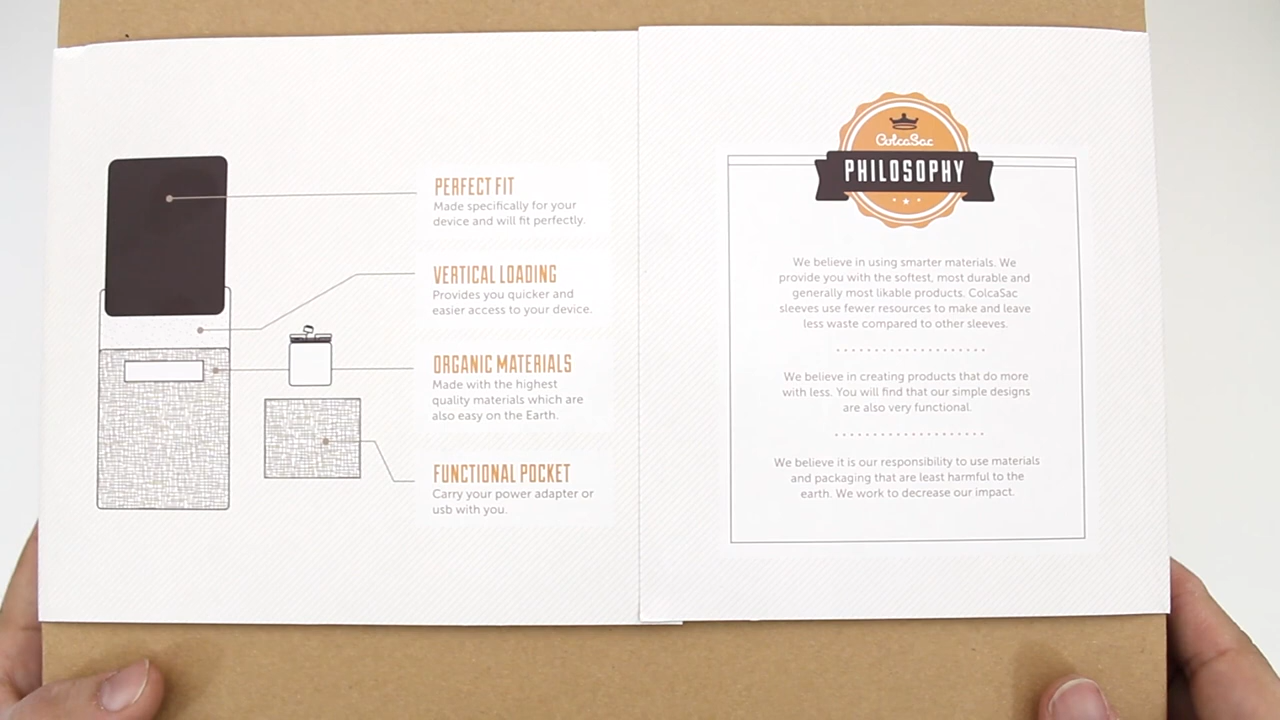 PERFECT FIT
Made specifically for your
device and will fit perfectly.
VERTICAL LOADING
Provides you quicker and
easier access to your device.
ORGANIC MATERIALS
Made with the highest
quality materials which are
also easy on the Earth.
FUNCTIONAL POCKET
Carry your power adapter or
usb with you.
ColcaSac
PHILOSOPHY
We believe in using smarter materials. We
provide you with the softest, most durable and
generally most likable products. ColcaSac
sleeves use fewer resources to make and leave
less waste compared to other sleeves.
We believe in creating products that do more
with less. You will find that our simple designs
are also very functional.
We believe it is our responsibility to use materials
and packaging that are least harmful to the
earth. We work to decrease our impact.